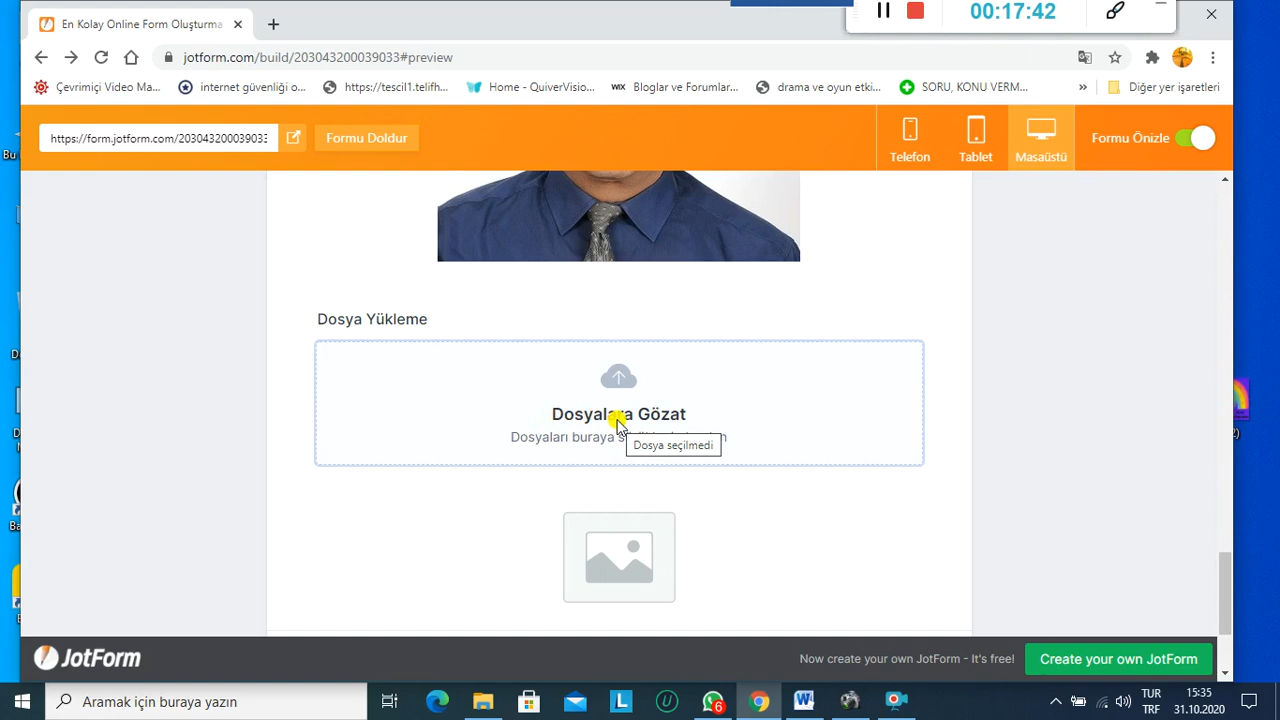 00:17:42
En Kolay Online Form Oluşturma
jotform.com/build/203043200039033#preview
Çevrimiçi Video Ma...
internet güvenliği o...
https://tescil1.telifh...
Home - QuiverVisio...
WIX Bloglar ve Forumlar...
drama ve oyun etki...
SORU, KONU VERM...
»
Diğer yer işaretleri
https://form.jotform.com/20304320003903
Formu Doldur
Telefon
Tablet
Masaüstü
Formu Önizle
Dosya Yükleme
Dosyalara Gözat
Dosyaları buraya
Dosya seçilmedi
JotForm
Now create your own JotForm - It's free!
Create your own JotForm
Aramak için buraya yazın
L
U
6
W
TUR
TRF
15:35
31.10.2020